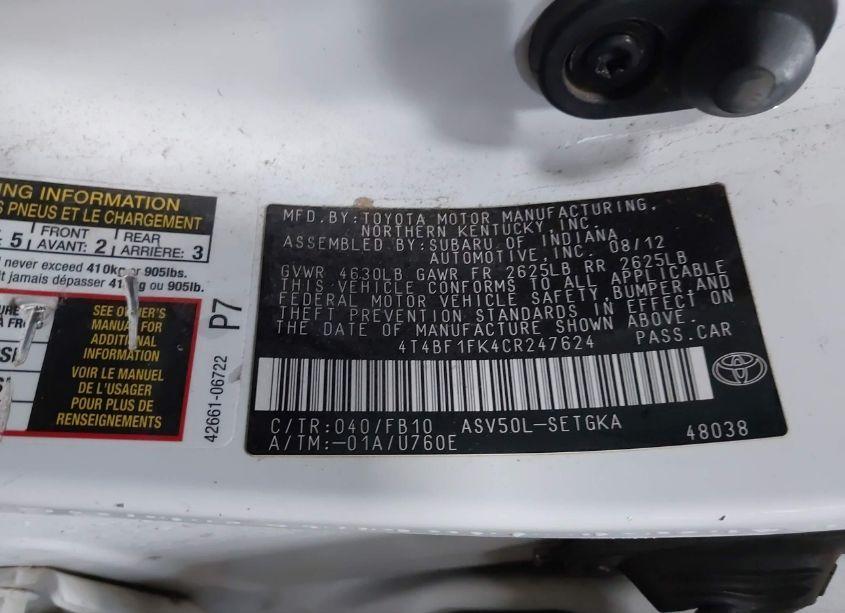 NG INFORMATION
S PNEUS ET LE CHARGEMENT
5 FRONT AVANT: 2 REAR ARRIÈRE: 3
never exceed 410kg or 905lbs.
it jamais dépasser kg ou 905lb.
SEE OWNER'S
MANUAL FOR
ADDITIONAL
INFORMATION
VOIR LE MANUEL
DE L'USAGER
POUR PLUS DE
RENSEIGNEMENTS
P7
42661-06722
MFD.BY:TOYOTA MOTOR MANUFACTURING,
NORTHERN KENTUCKY,INC.
ASSEMBLED BY:SUBARU OF INDIANA
AUTOMOTIVE,INC. 08/12
GVWR 4630LB GAWR FR 2625LB RR 2625LB
THIS VEHICLE CONFORMS TO ALL APPLICABLE
FEDERAL MOTOR VEHICLE SAFETY,BUMPER,AND
THEFT PREVENTION STANDARDS IN EFFECT ON
THE DATE OF MANUFACTURE SHOWN ABOVE.
4T4BF1FK4CR247624 PASS.CAR
C/TR:040/FB10 ASV50L-SETGKA
A/TM:-01A/U760E 48038